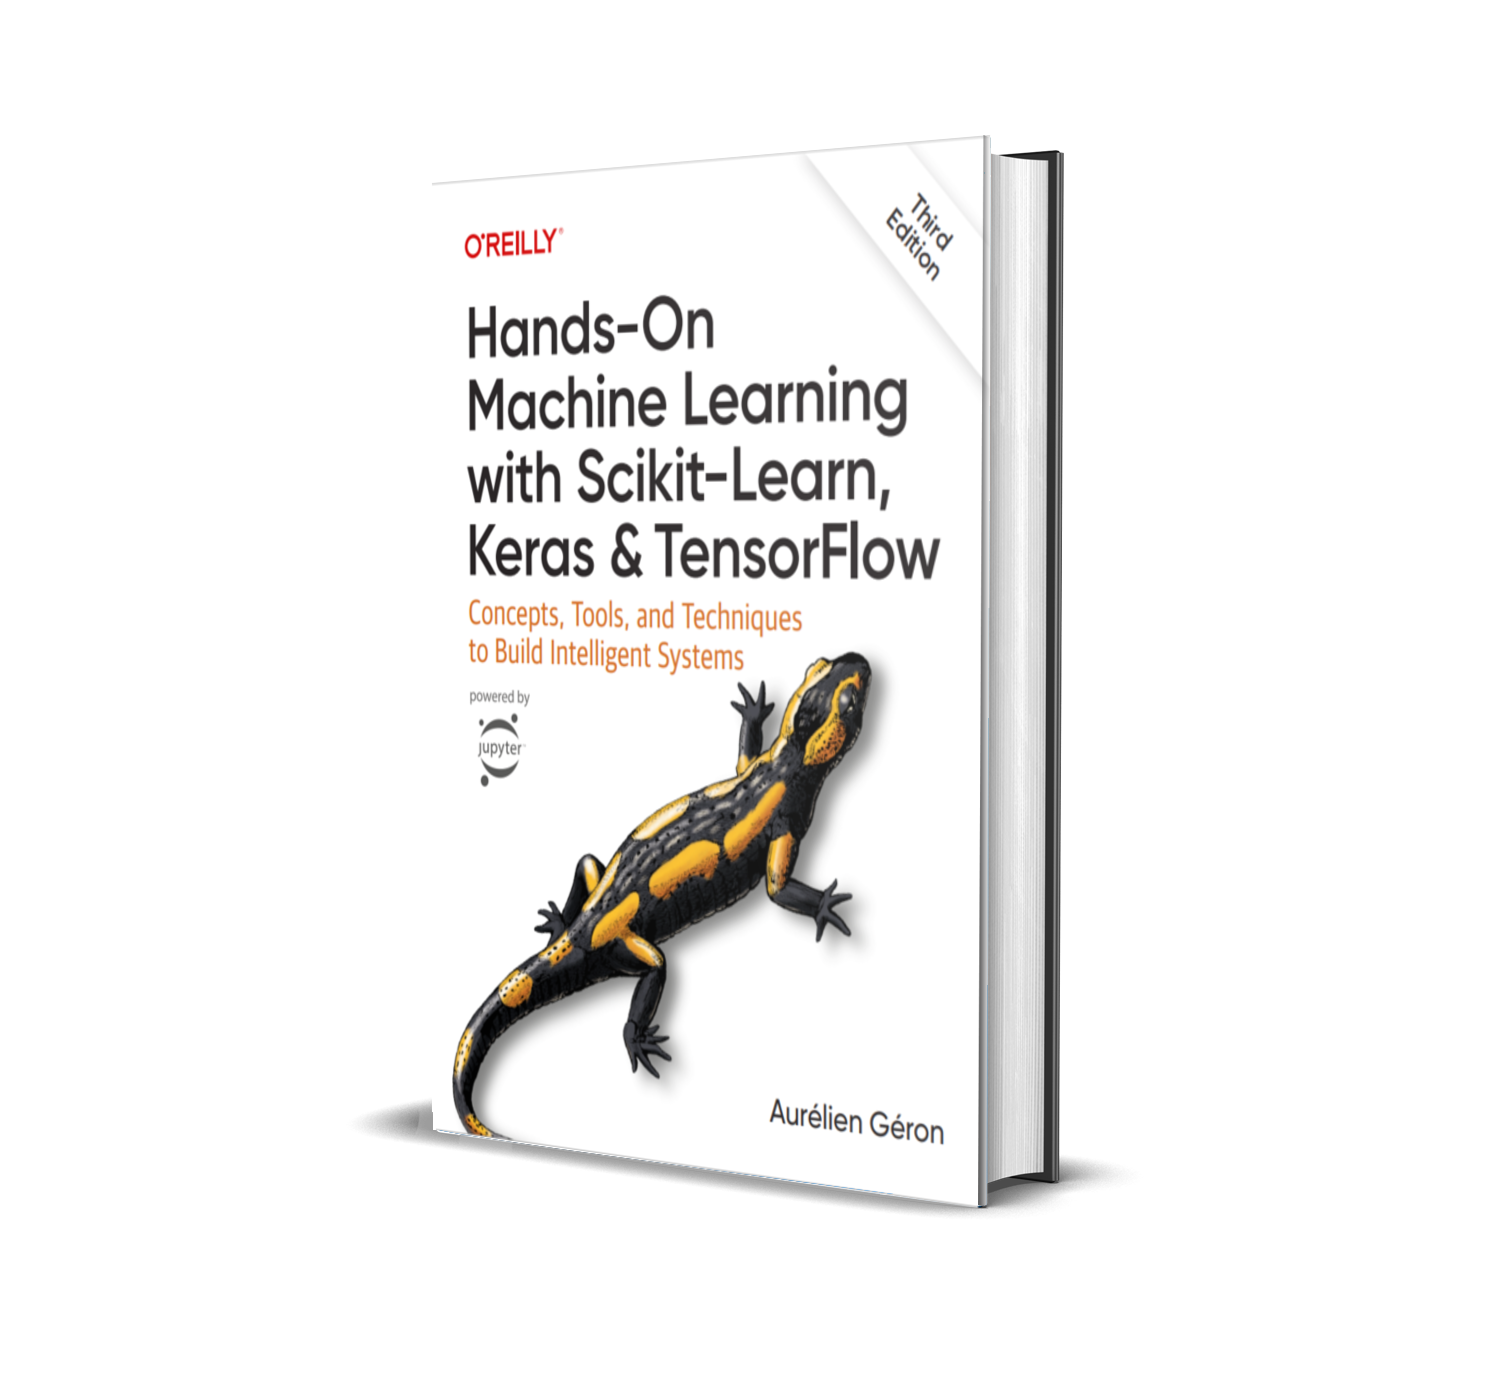 Third
Edition
O'REILLY®
Hands-On
Machine Learning
with Scikit-Learn,
Keras & TensorFlow
Concepts, Tools, and Techniques
to Build Intelligent Systems
powered by
jupyter
Aurélien Géron